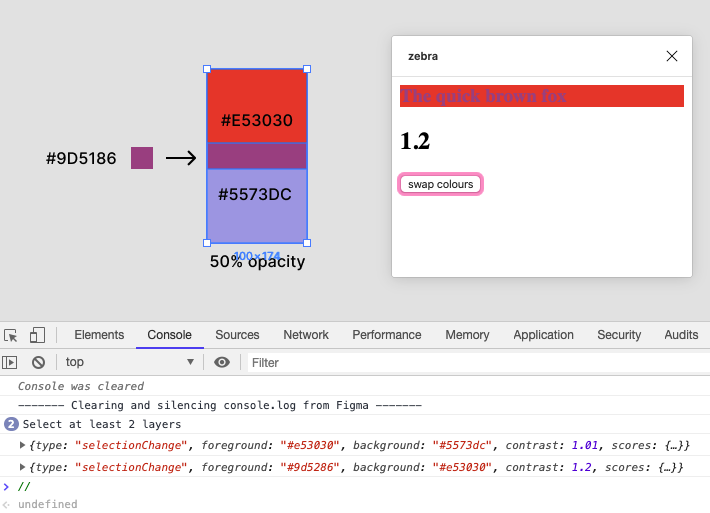 zebra
The quick brown fox
#E53030
1.2
#9D5186
swap colours
#5573DC
100×174
50% opacity
Elements Console Sources Network Performance Memory Application Security Audits
top Filter
Console was cleared
------- Clearing and silencing console.log from Figma -------
2 Select at least 2 layers
{type: "selectionChange", foreground: "#e53030", background: "#5573dc", contrast: 1.01, scores: {…}}
{type: "selectionChange", foreground: "#9d5286", background: "#e53030", contrast: 1.2, scores: {…}}
//
undefined